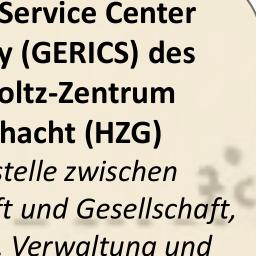 Service Center
y (GERICS) des
oltz-Zentrum
hacht (HZG)
stelle zwischen
ft und Gesellschaft,
, Verwaltung und